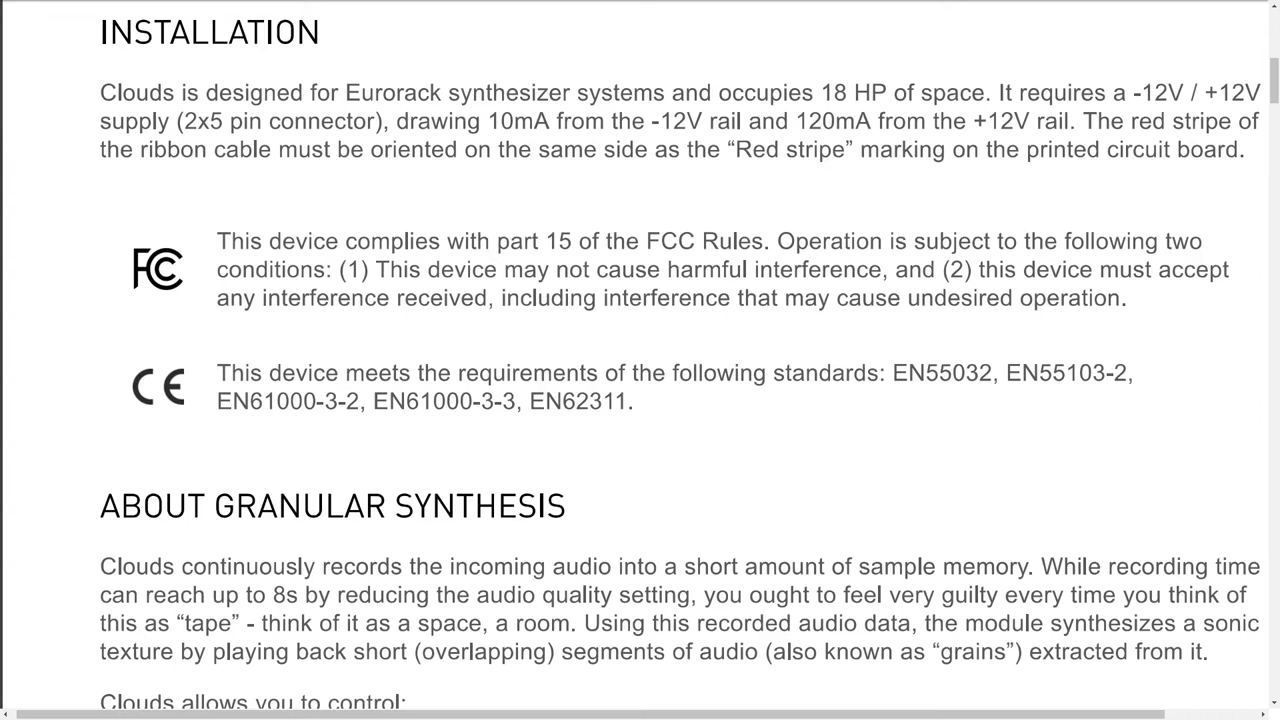 INSTALLATION
Clouds is designed for Eurorack synthesizer systems and occupies 18 HP of space. It requires a -12V / +12V
supply (2x5 pin connector), drawing 10mA from the -12V rail and 120mA from the +12V rail. The red stripe of
the ribbon cable must be oriented on the same side as the “Red stripe” marking on the printed circuit board.
This device complies with part 15 of the FCC Rules. Operation is subject to the following two
FC conditions: (1) This device may not cause harmful interference, and (2) this device must accept
any interference received, including interference that may cause undesired operation.
This device meets the requirements of the following standards: EN55032, EN55103-2,
CE
EN61000-3-2, EN61000-3-3, EN62311.
ABOUT GRANULAR SYNTHESIS
Clouds continuously records the incoming audio into a short amount of sample memory. While recording time
can reach up to 8s by reducing the audio quality setting, you ought to feel very guilty every time you think of
this as “tape” - think of it as a space, a room. Using this recorded audio data, the module synthesizes a sonic
texture by playing back short (overlapping) segments of audio (also known as “grains”) extracted from it.
Clouds allows you to control: